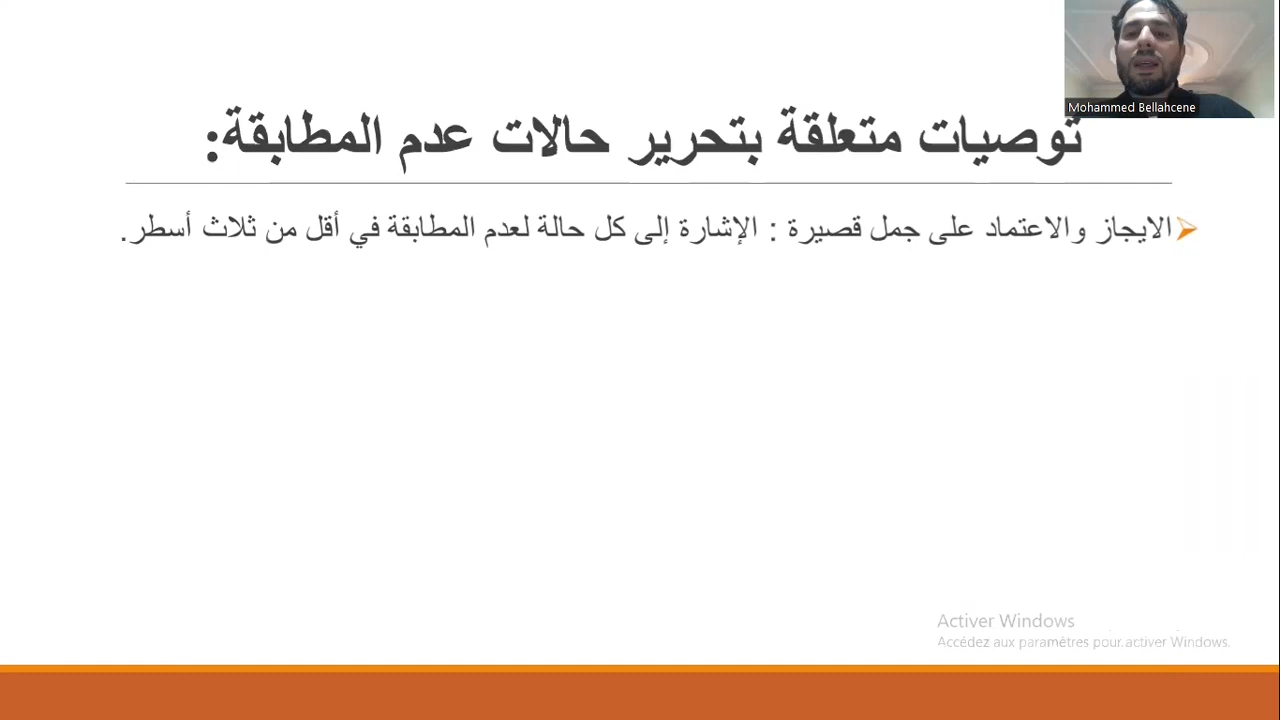 Mohammed Bellahcene
توصيات متعلقة بتحرير حالات عدم المطابقة:
الايجاز والاعتماد على جمل قصيرة : الإشارة إلى كل حالة لعدم المطابقة في أقل من ثلاث أسطر.
Activer Windows
Accédez aux paramètres pour activer Windows.